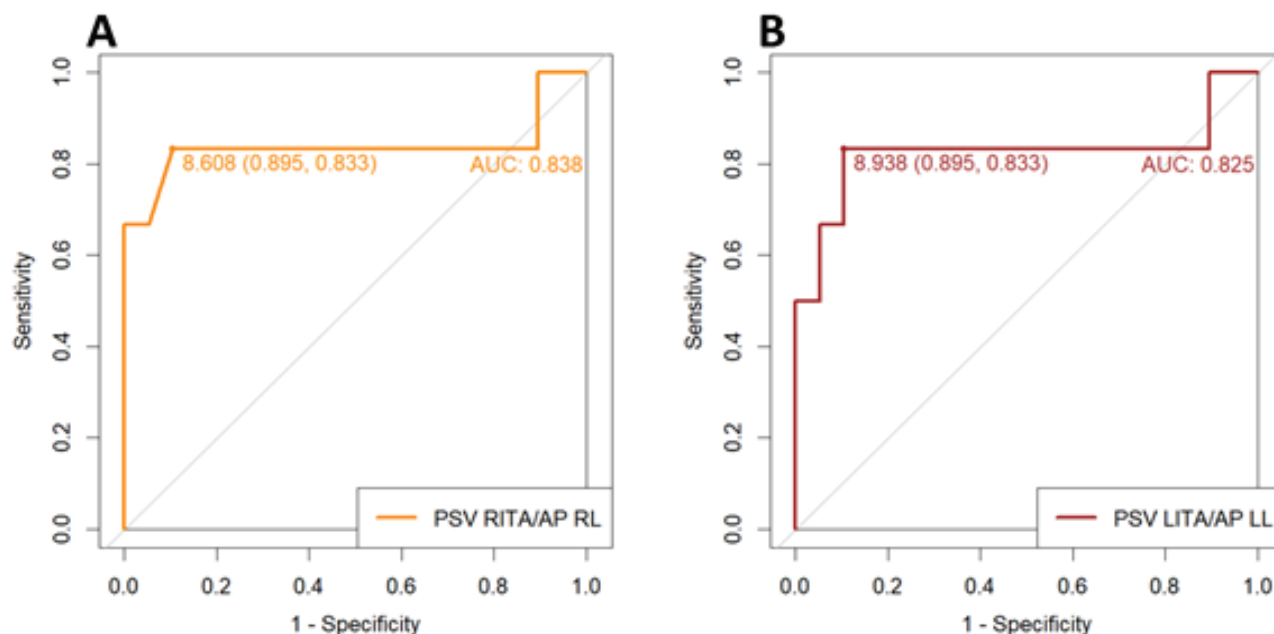 A
1.0
0.8
0.6
0.4
0.2
0.0
Sensitivity
8.608 (0.895, 0.833)
AUC: 0.838
PSV RITA/AP RL
0.0 0.2 0.4 0.6 0.8 1.0
1 - Specificity
B
1.0
0.8
0.6
0.4
0.2
0.0
Sensitivity
8.938 (0.895, 0.833)
AUC: 0.825
PSV LITA/AP LL
0.0 0.2 0.4 0.6 0.8 1.0
1 - Specificity